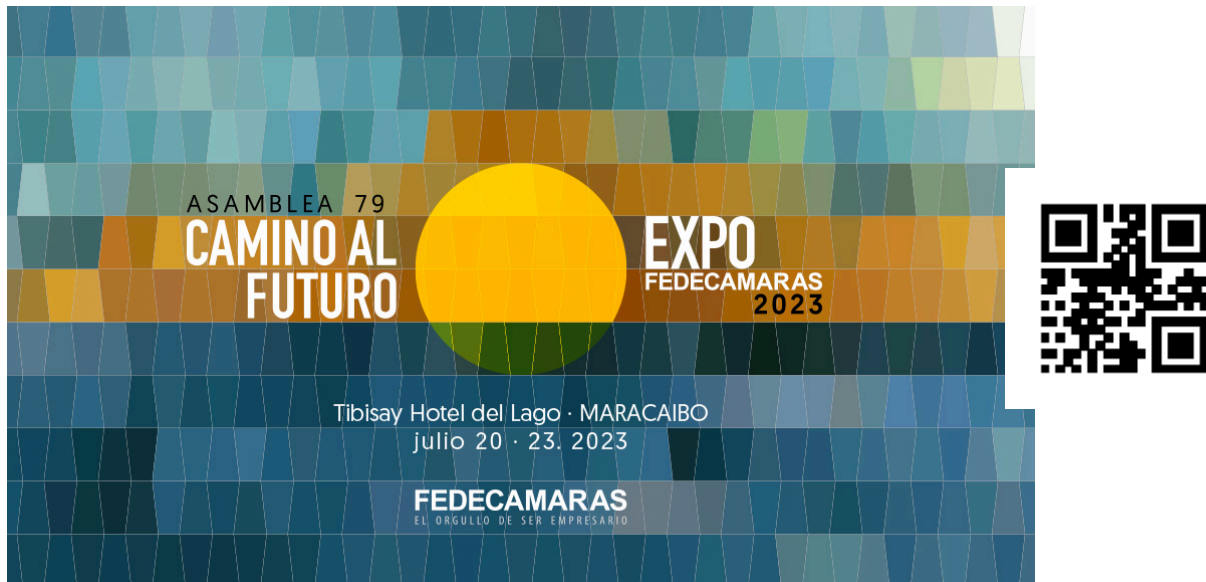 ASAMBLEA 79
CAMINO AL
FUTURO
EXPO
FEDECAMARAS
2023
Tibisay Hotel del Lago · MARACAIBO
julio 20 · 23. 2023
FEDECAMARAS
EL ORGULLO DE SER EMPRESARIO